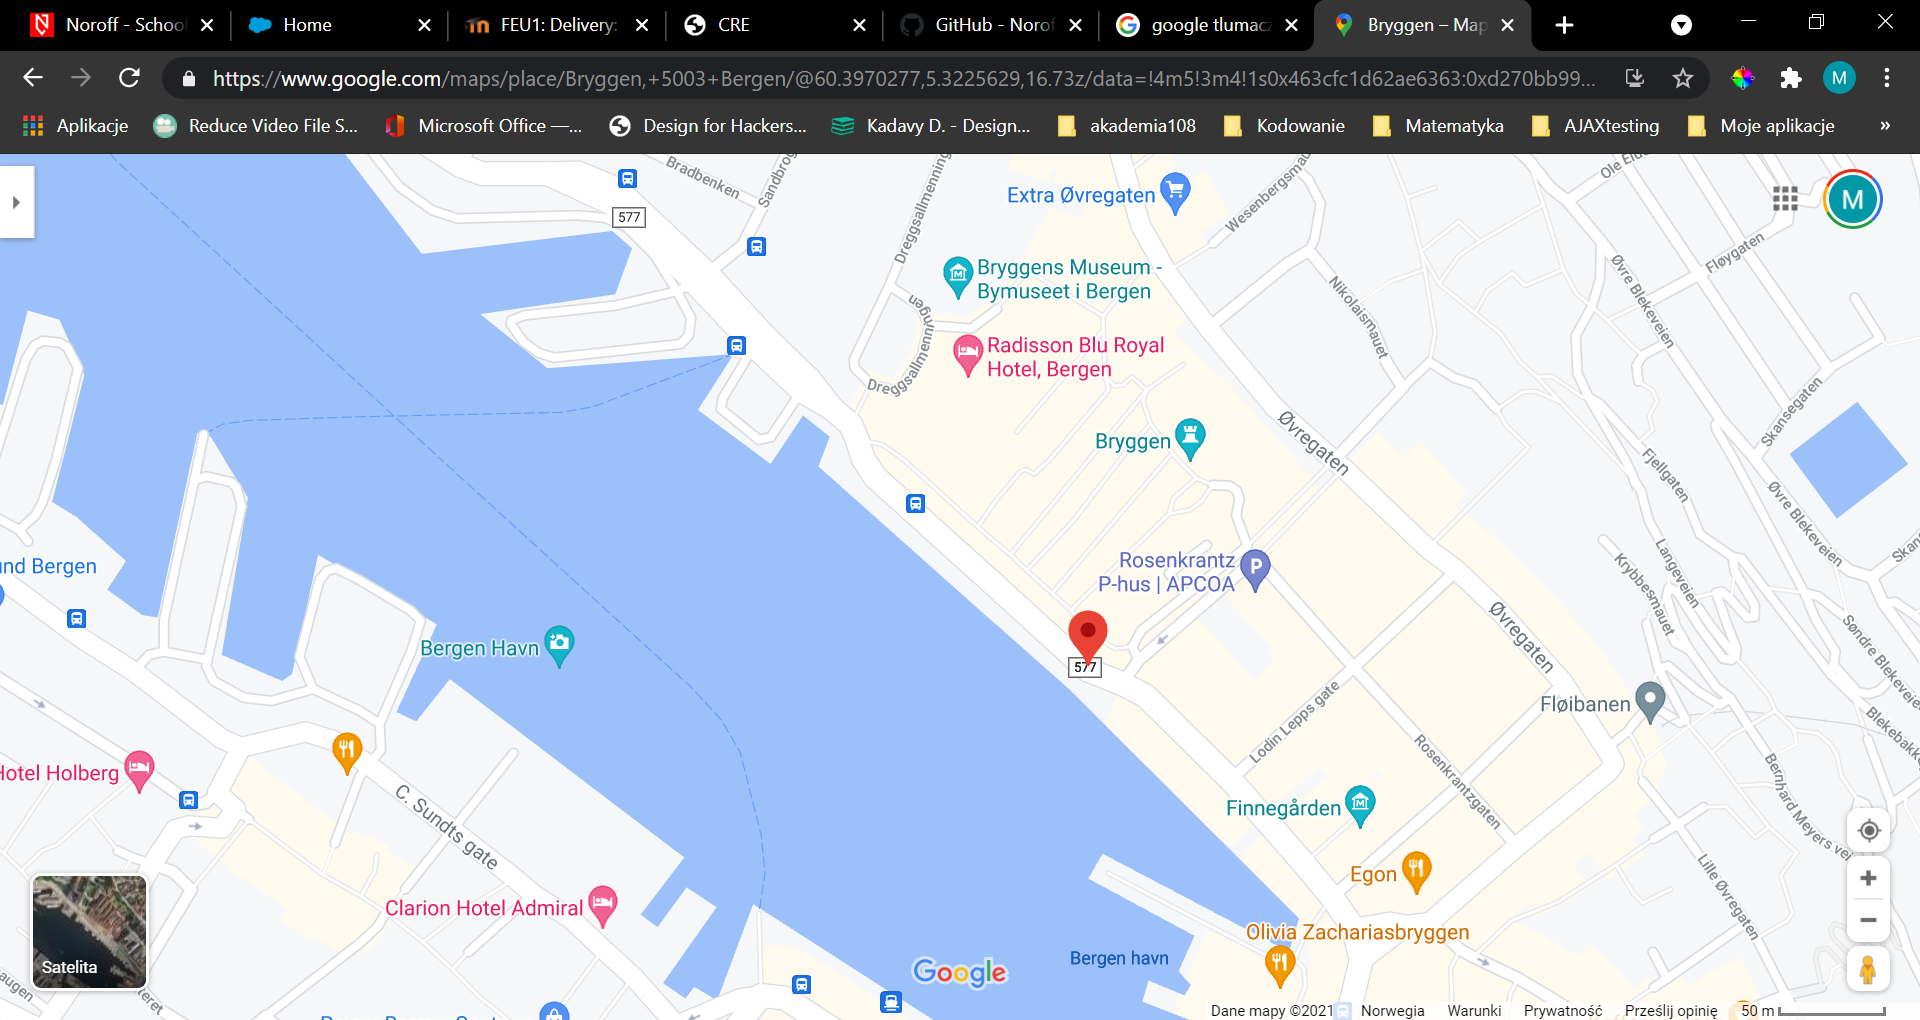 Noroff - School
Home
FEU1: Delivery:
CRE
GitHub - Norof
google tlumacz
Bryggen – Map
https://www.google.com/maps/place/Bryggen,+5003+Bergen/@60.3970277,5.3225629,16.73z/data=!4m5!3m4!1s0x463cfc1d62ae6363:0xd270bb99...
M
Aplikacje
Reduce Video File S...
Microsoft Office —...
Design for Hackers...
Kadavy D. - Design...
akademia108
Kodowanie
Matematyka
AJAXtesting
Moje aplikacje
»
Bradbenken
Sandbrog
577
Dreggsallmenning
Extra Øvregaten
Wesenbergsmau
Ole
M
Fløygaten
Øvre Blekeveien
Bryggens Museum -
Bymuseet i Bergen
Nikolaismauet
Dreggsallmenningen
Radisson Blu Royal
Hotel, Bergen
Skansegaten
Bryggen
Øvregaten
Fjellgaten
Øvre Blekeveien
Skan
Rosenkrantz
P-hus | APCOA
P
Langeveien
Krybbesmauet
und Bergen
Bergen Havn
577
Øvregaten
Søndre Blekeveien
Fløibanen
Blekebakk
Lodin Lepps gate
Rosenkrantzgaten
Bernhard Meyers vei
Hotel Holberg
C. Sundts gate
Finnegården
Egon
Lille Øvregaten
Clarion Hotel Admiral
Olivia Zachariasbryggen
Bergen havn
Satelita
Google
augen
Dane mapy ©2021
Norwegia
Warunki
Prywatność
Prześlij opinię
50 m